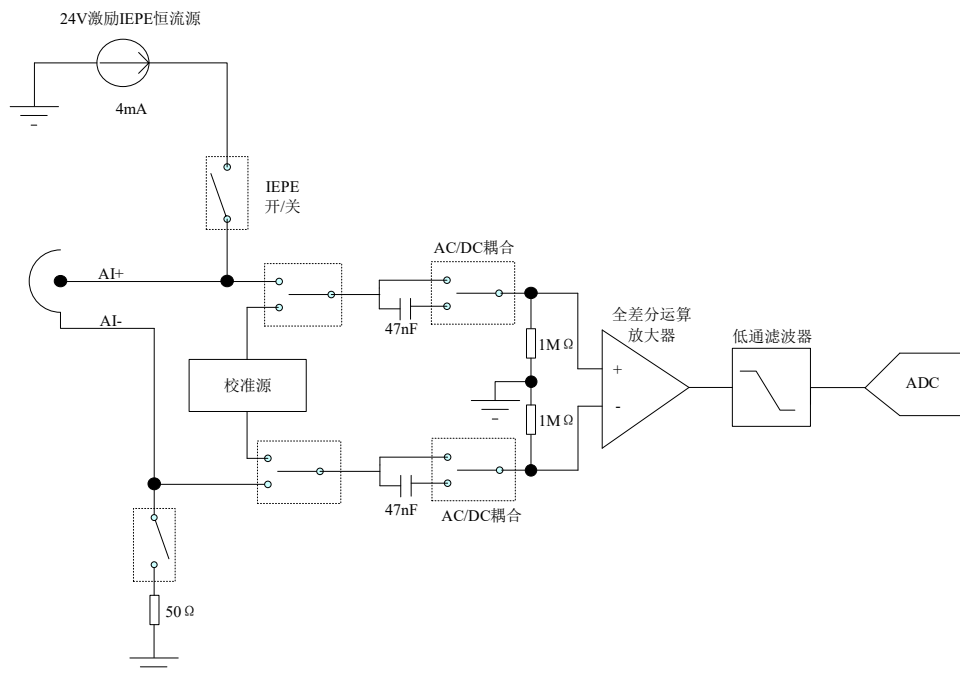 24V激励IEPE恒流源
4mA
IEPE
开/关
AI+
AI-
AC/DC耦合
47nF
1MΩ
全差分运算
放大器
低通滤波器
校准源
+
-
ADC
1MΩ
47nF
AC/DC耦合
50Ω